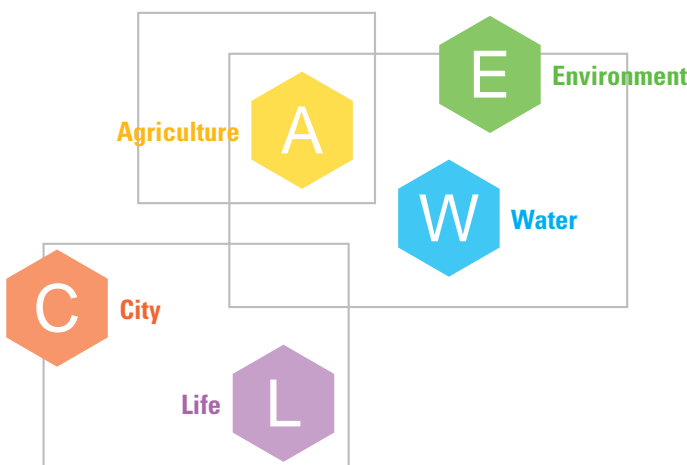 E
Environment
A
Agriculture
W
Water
C
City
L
Life